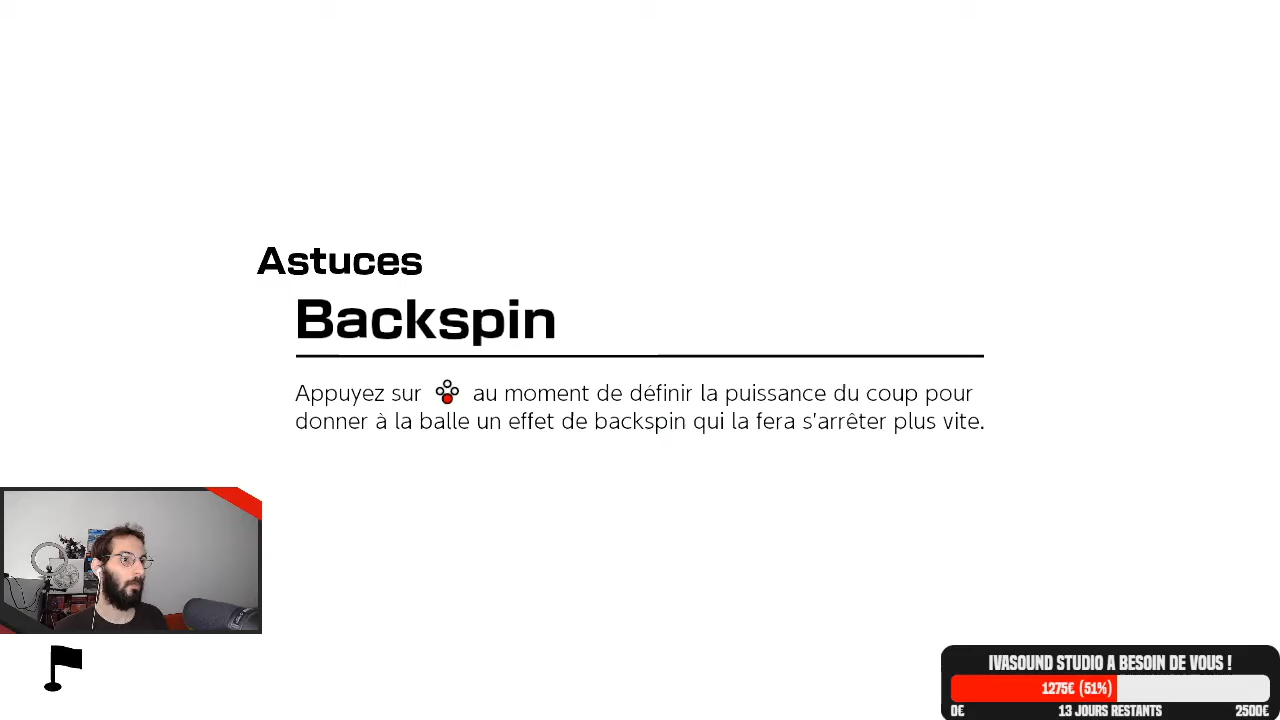 Astuces
Backspin
Appuyez sur au moment de définir la puissance du coup pour
donner à la balle un effet de backspin qui la fera s'arrêter plus vite.
IVASOUND STUDIO A BESOIN DE VOUS !
1275€ (51%)
0€ 13 JOURS RESTANTS 2500€